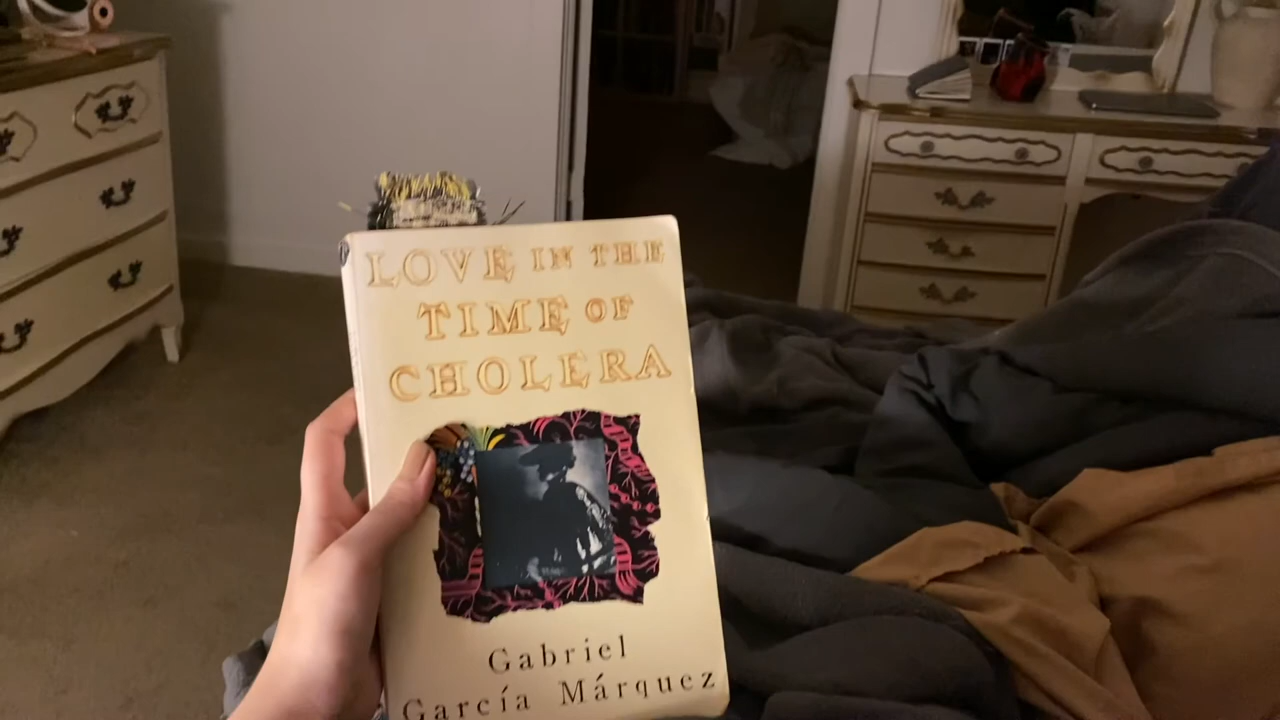 LOVE IN THE
TIME OF
CHOLERA
Gabriel
García Márquez